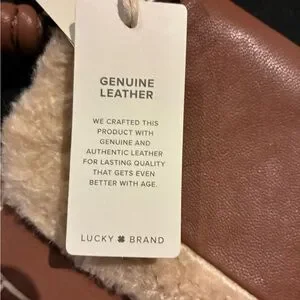 GENUINE
LEATHER
WE CRAFTED THIS
PRODUCT WITH
GENUINE AND
AUTHENTIC LEATHER
FOR LASTING QUALITY
THAT GETS EVEN
BETTER WITH AGE.
LUCKY BRAND